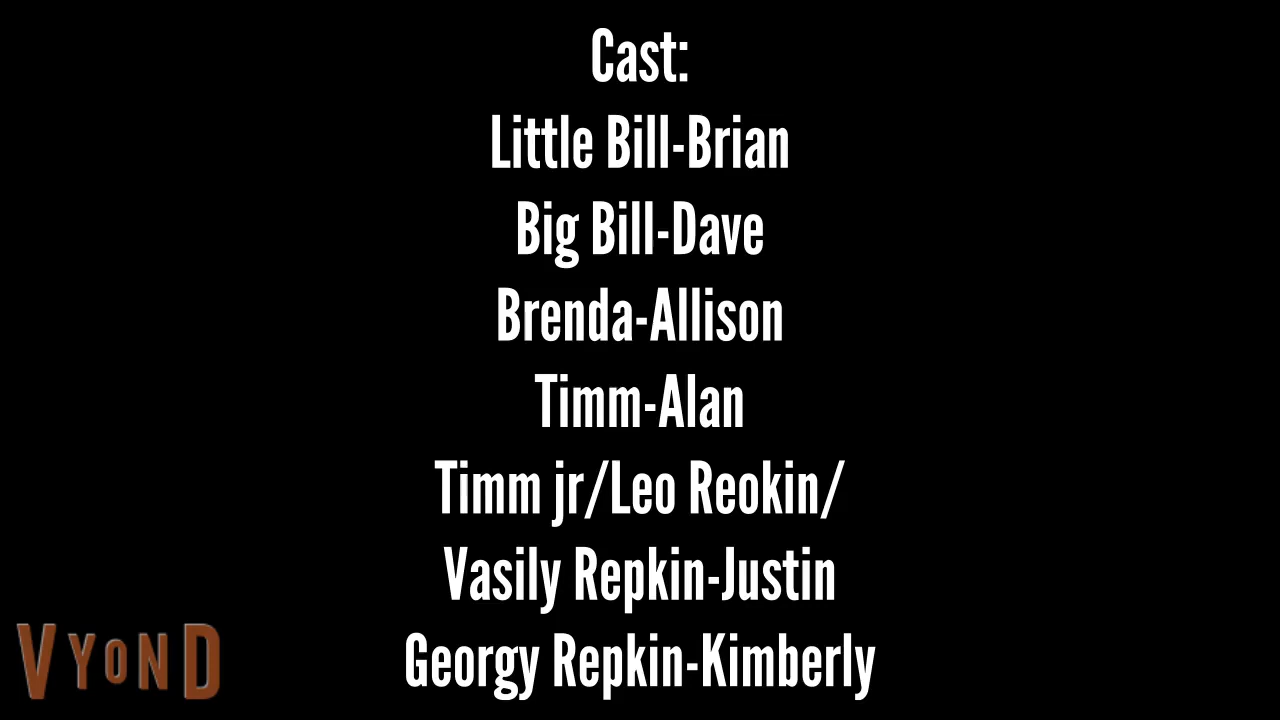 Cast:
Little Bill-Brian
Big Bill-Dave
Brenda-Allison
Timm-Alan
Timm jr/Leo Reokin/
Vasily Repkin-Justin
Georgy Repkin-Kimberly
VYOND